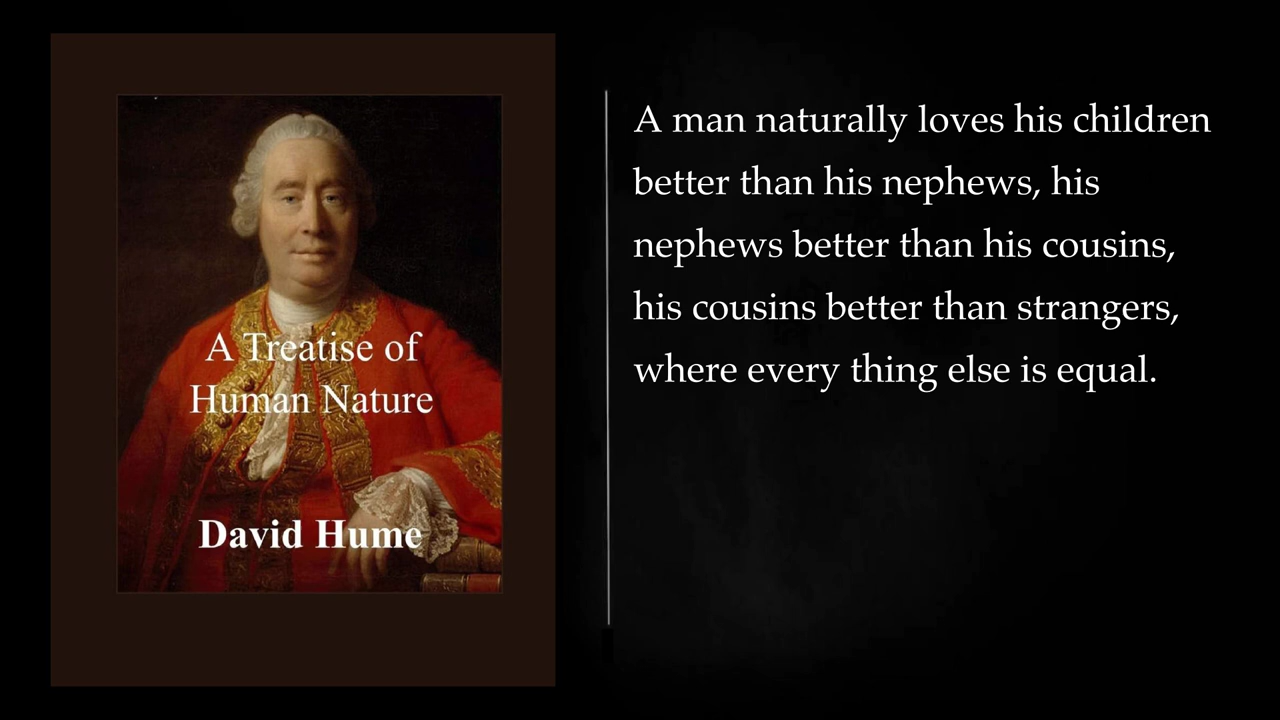 A Treatise of
Human Nature
David Hume
A man naturally loves his children
better than his nephews, his
nephews better than his cousins,
his cousins better than strangers,
where every thing else is equal.